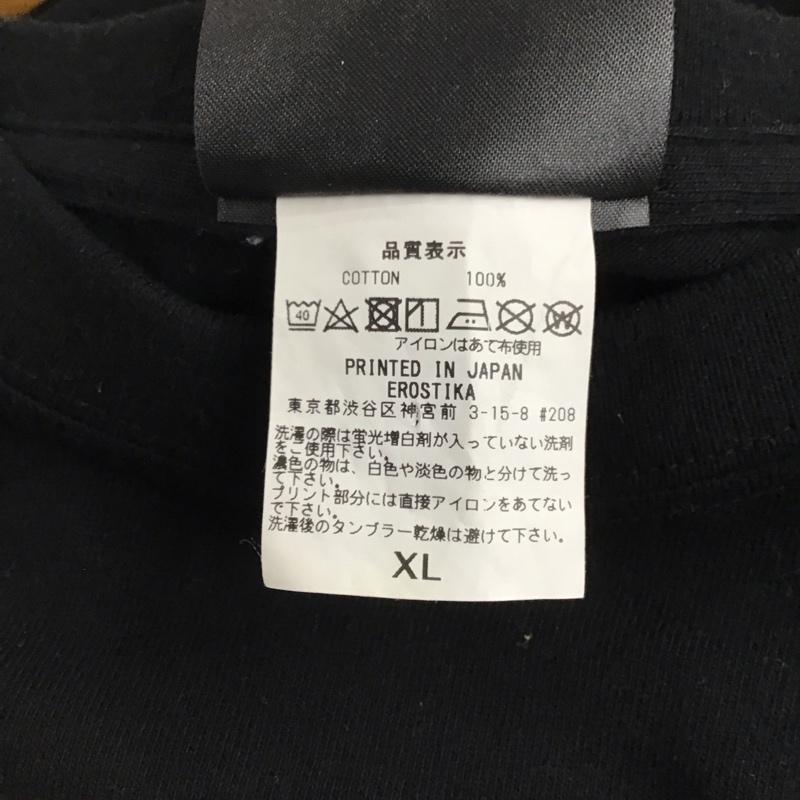 品質表示
COTTON 100%
40 W
アイロンはあて布使用
PRINTED IN JAPAN
EROSTIKA
東京都渋谷区神宮前 3-15-8 #208
洗濯の際は蛍光増白剤が入っていない洗剤
をご使用下さい。
濃色の物は、白色や淡色の物と分けて洗っ
て下さい。
プリント部分には直接アイロンをあてない
で下さい。
洗濯後のタンブラー乾燥は避けて下さい。
XL